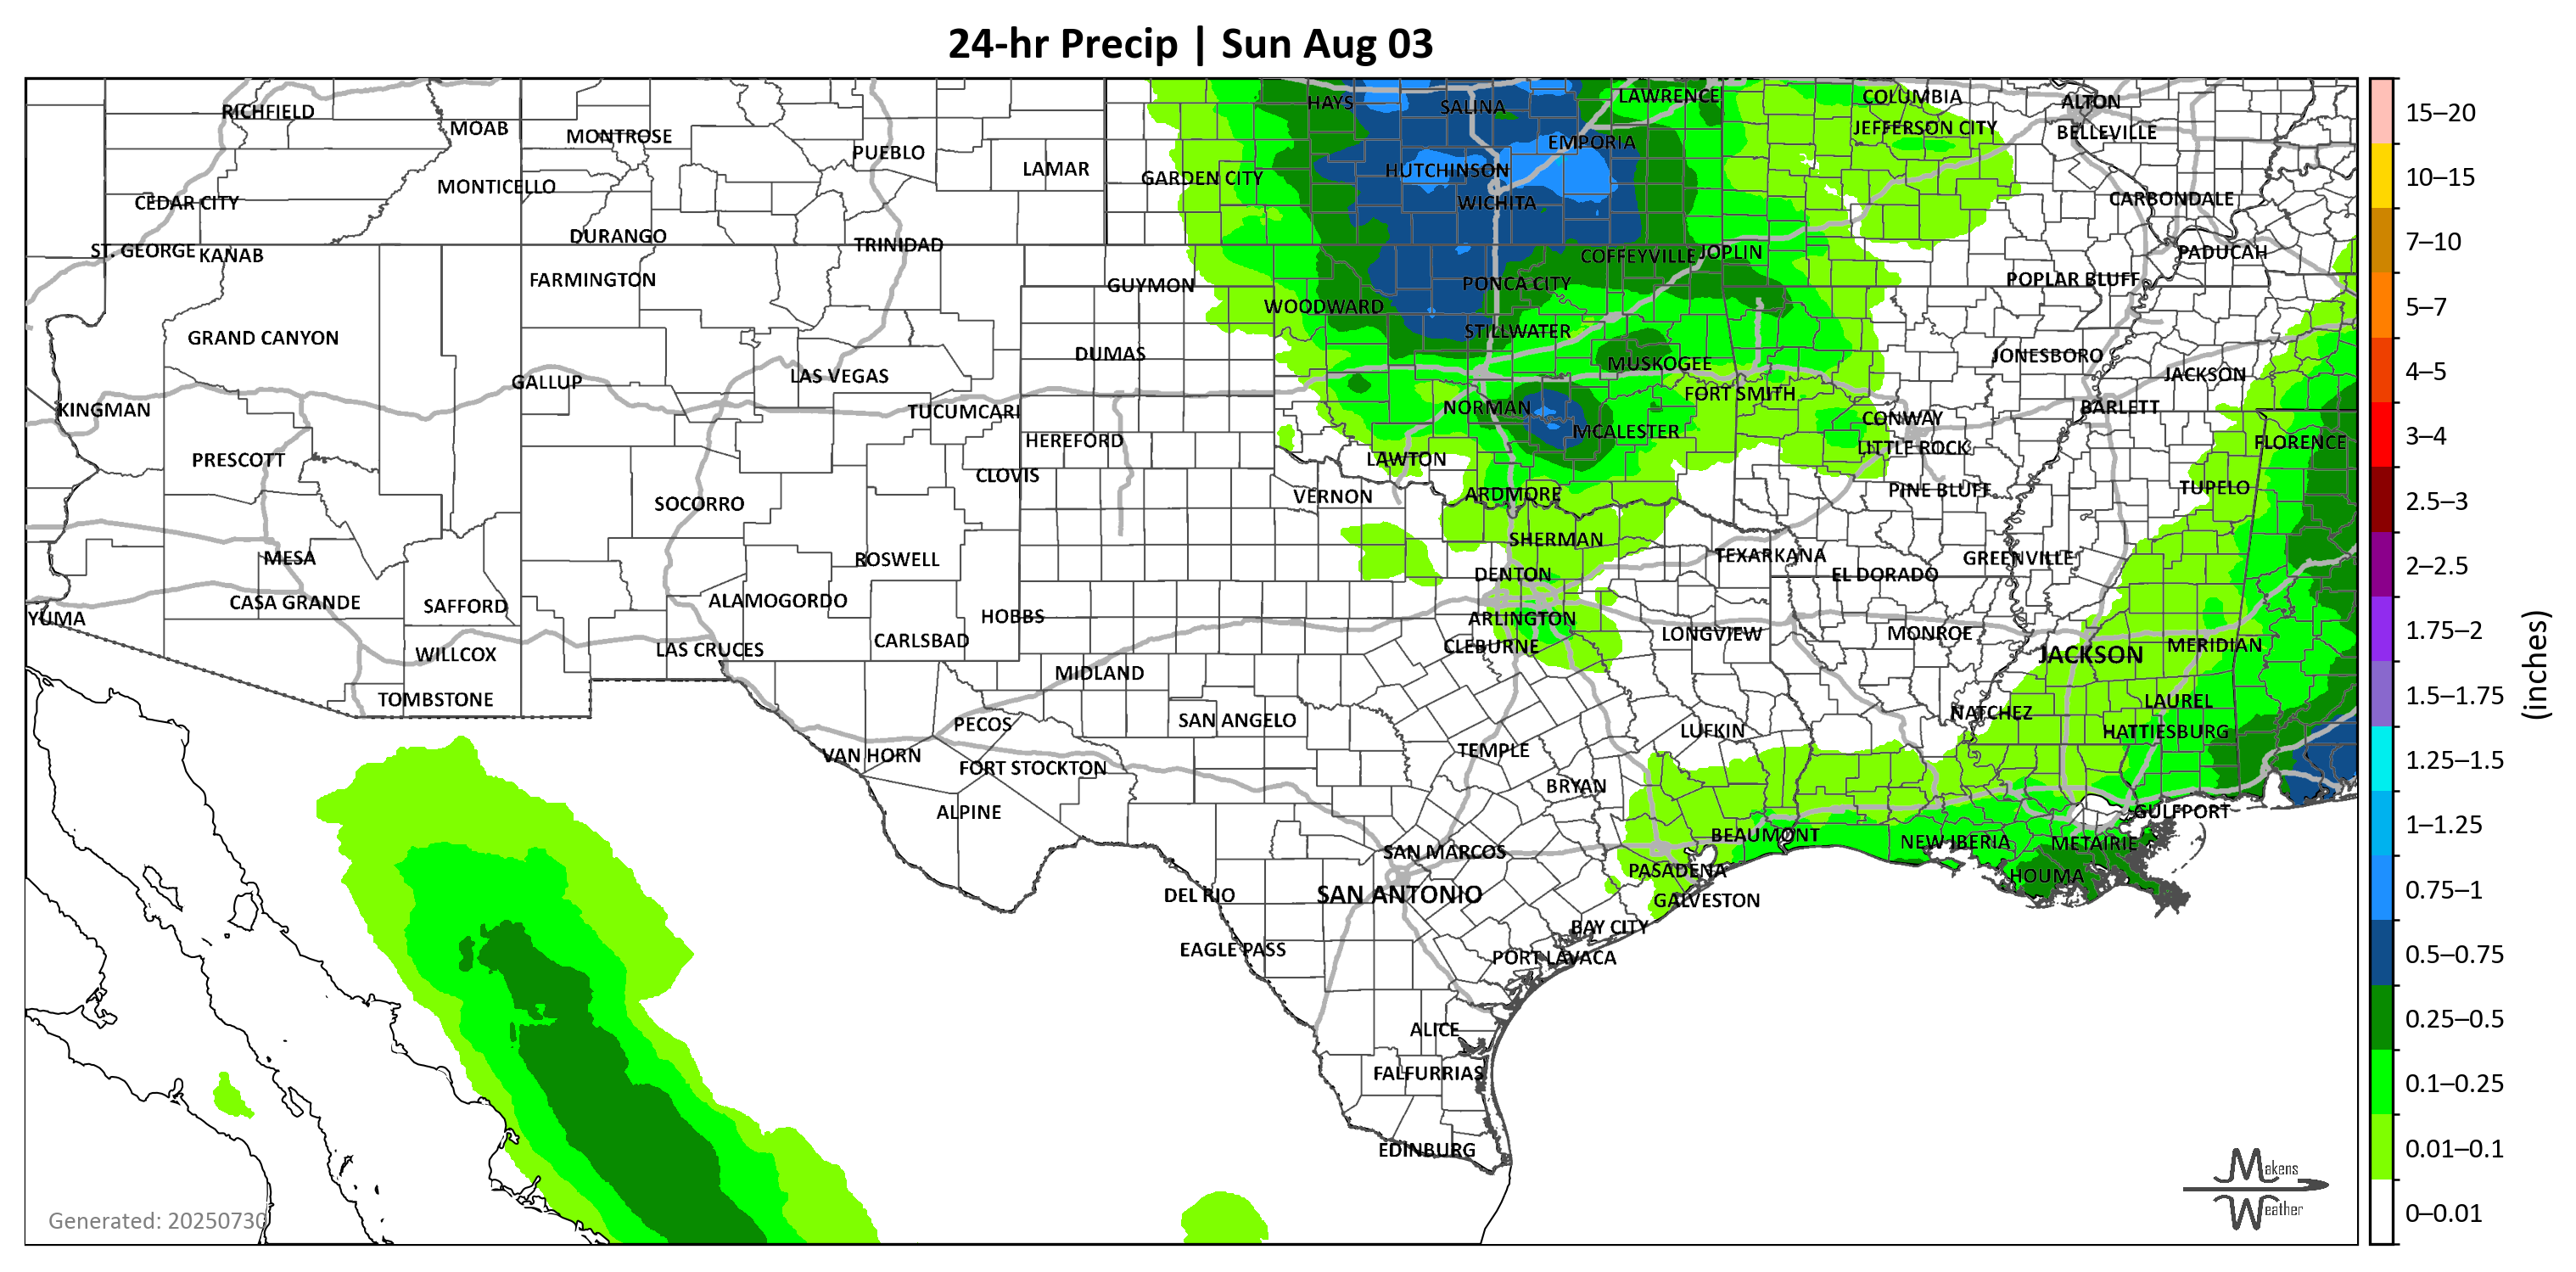 24-hr Precip | Sun Aug 03
RICHFIELD
MOAB
MONTROSE
PUEBLO
LAMAR
HAYS
SALINA
LAWRENCE
COLUMBIA
ALTON
JEFFERSON CITY
BELLEVILLE
EMPORIA
HUTCHINSON
GARDEN CITY
MONTICELLO
CEDAR CITY
WICHITA
CARBONDALE
DURANGO
TRINIDAD
ST. GEORGE
KANAB
COFFEYVILLE
JOPLIN
PADUCAH
FARMINGTON
GUYMON
PONCA CITY
POPLAR BLUFF
WOODWARD
STILLWATER
GRAND CANYON
DUMAS
JONESBORO
MUSKOGEE
LAS VEGAS
GALLUP
JACKSON
FORT SMITH
KINGMAN
TUCUMCARI
NORMAN
BARLETT
CONWAY
MCALESTER
HEREFORD
FLORENCE
LITTLE ROCK
PRESCOTT
LAWTON
CLOVIS
TUPELO
PINE BLUFF
SOCORRO
VERNON
ARDMORE
SHERMAN
MESA
ROSWELL
TEXARKANA
GREENVILLE
DENTON
EL DORADO
CASA GRANDE
SAFFORD
ALAMOGORDO
HOBBS
YUMA
ARLINGTON
LONGVIEW
MONROE
CARLSBAD
CLEBURNE
MERIDIAN
WILLCOX
LAS CRUCES
JACKSON
MIDLAND
TOMBSTONE
LAUREL
NATCHEZ
PECOS
SAN ANGELO
LUFKIN
HATTIESBURG
VAN HORN
TEMPLE
FORT STOCKTON
BRYAN
ALPINE
GULFPORT
BEAUMONT
NEW IBERIA
METAIRIE
SAN MARCOS
PASADENA
HOUMA
DEL RIO
SAN ANTONIO
GALVESTON
BAY CITY
EAGLE PASS
PORT LAVACA
ALICE
FALFURRIAS
EDINBURG
Generated: 20250730
Makens
Weather
15–20
10–15
7–10
5–7
4–5
3–4
2.5–3
2–2.5
1.75–2
1.5–1.75
1.25–1.5
1–1.25
0.75–1
0.5–0.75
0.25–0.5
0.1–0.25
0.01–0.1
0–0.01
(inches)